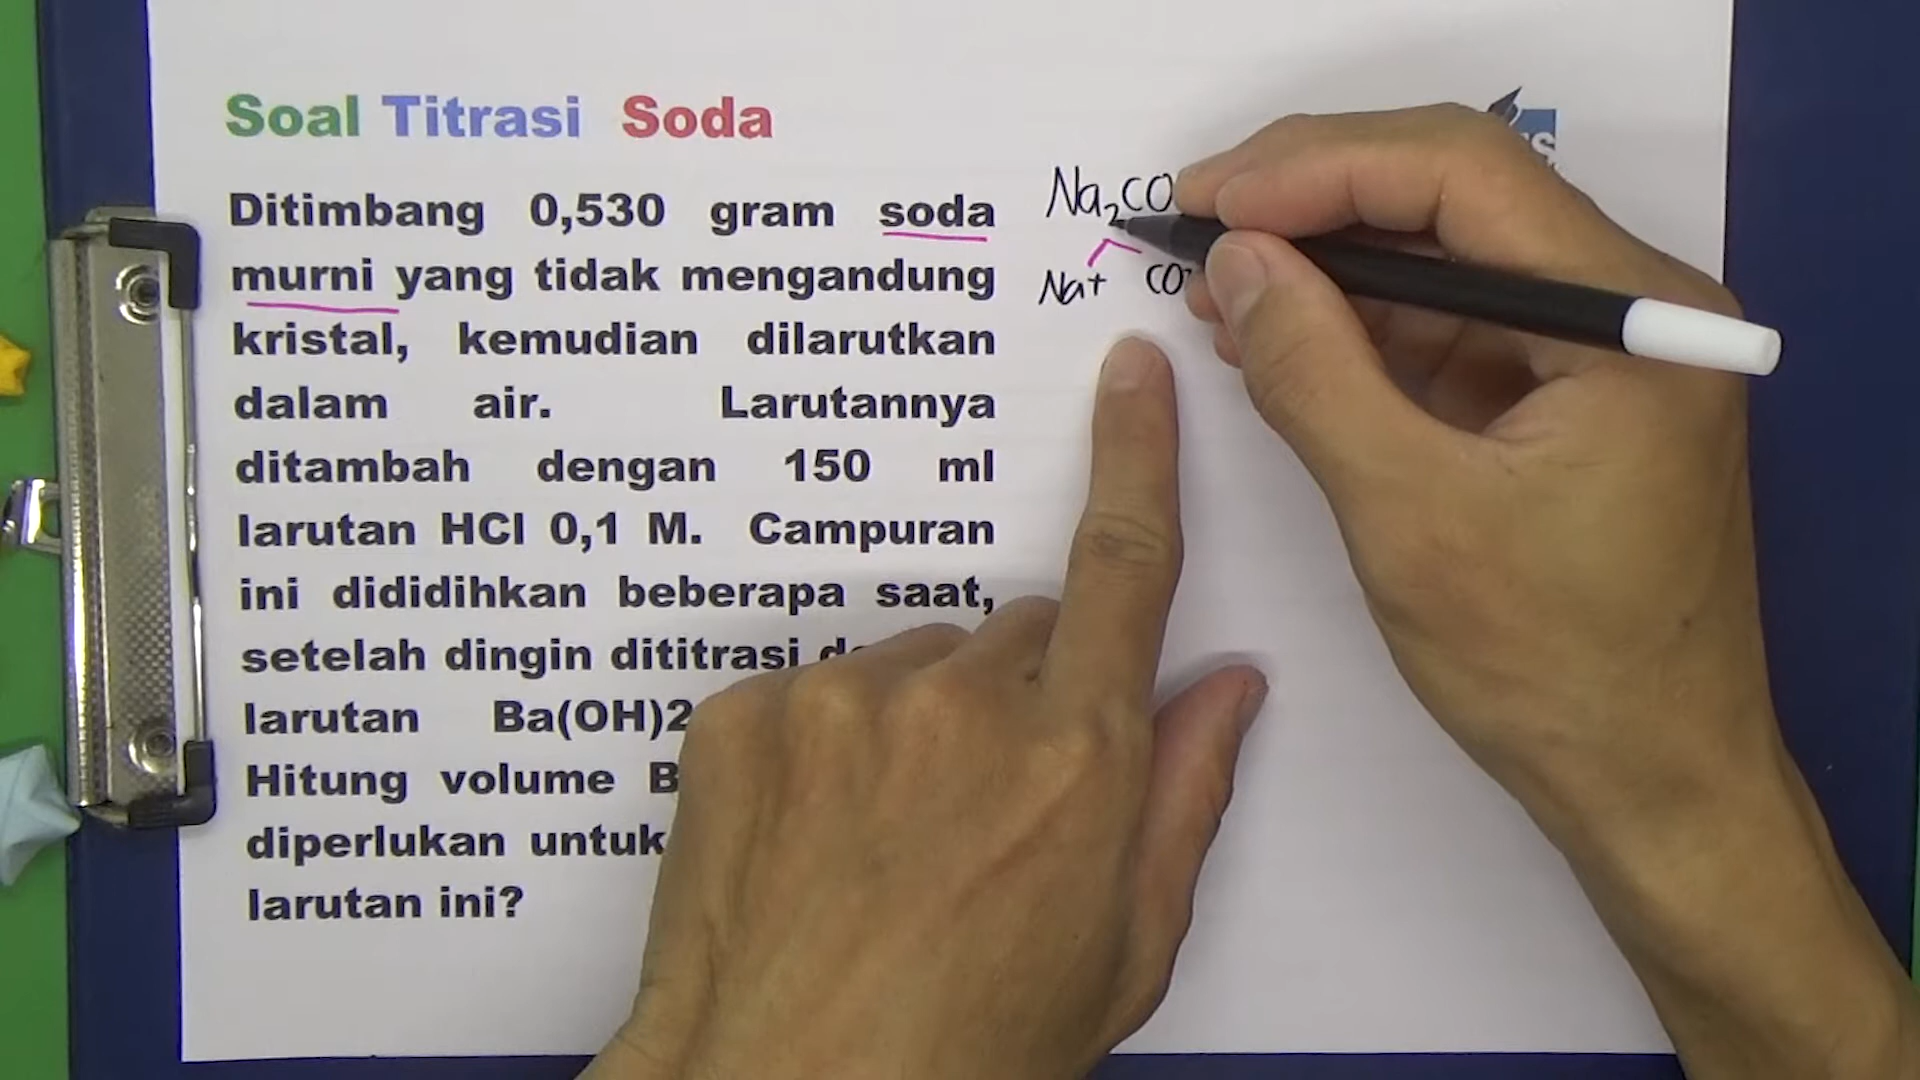 Soal Titrasi Soda
Ditimbang 0,530 gram soda
murni yang tidak mengandung
kristal, kemudian dilarutkan
dalam air. Larutannya
ditambah dengan 150 ml
larutan HCl 0,1 M. Campuran
ini dididihkan beberapa saat,
setelah dingin dititrasi
larutan Ba(OH)2
Hitung volume
diperlukan untuk
larutan ini?
Na₂CO
Na+ CO